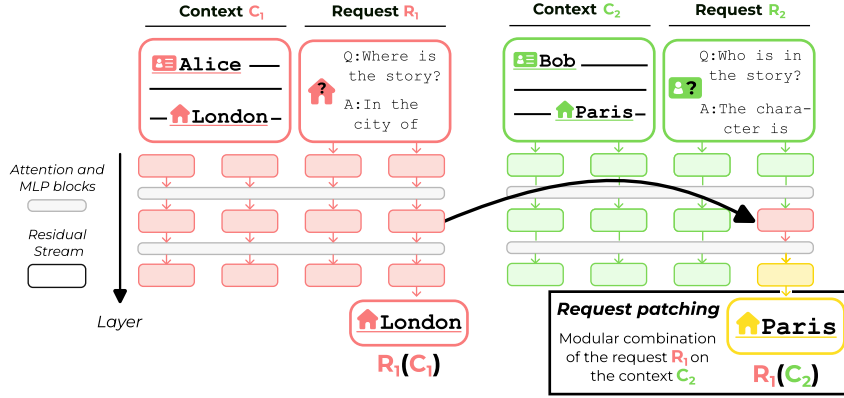 Context C₁
Request R₁
Context C₂
Request R₂
Alice
London
?
Q:Where is
the story?
A:In the
city of
Bob
Paris
?
Q:Who is in
the story?
A:The chara-
cter is
Attention and
MLP blocks
Residual
Stream
Layer
London
R₁(C₁)
Request patching
Modular combination
of the request R₁ on
the context C₂
Paris
R₁(C₂)